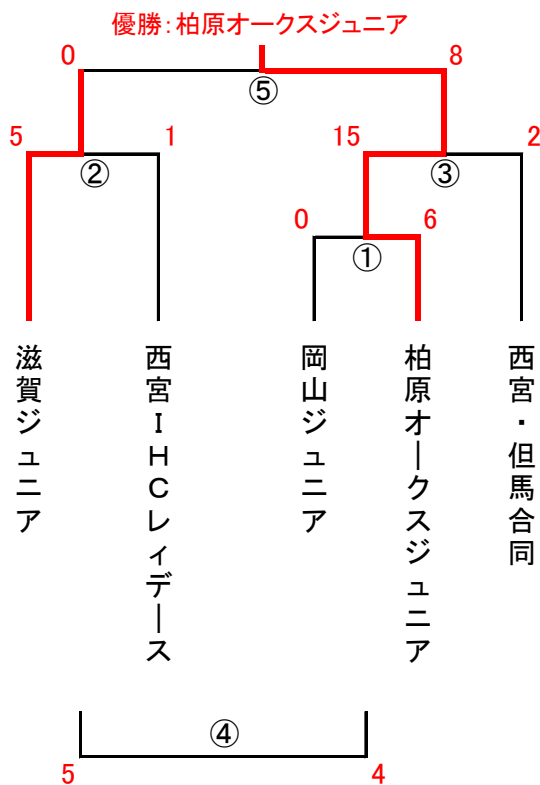 優勝：柏原オークスジュニア
0 8
⑤
5 1 15 2
② ③
0 6
①
滋賀ジュニア
西宮ＩＨＣレィデース
岡山ジュニア
柏原オークスジュニア
西宮・但馬合同
④
5 4